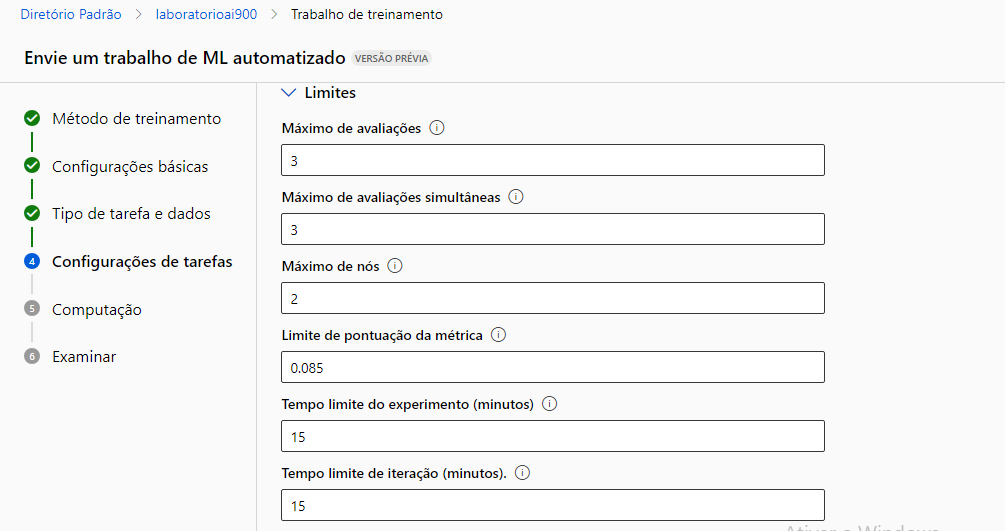 Diretório Padrão > laboratorioai900 > Trabalho de treinamento
Envie um trabalho de ML automatizado VERSÃO PRÉVIA
Método de treinamento
Configurações básicas
Tipo de tarefa e dados
4 Configurações de tarefas
5 Computação
6 Examinar
Limites
Máximo de avaliações
3
Máximo de avaliações simultâneas
3
Máximo de nós
2
Limite de pontuação da métrica
0.085
Tempo limite do experimento (minutos)
15
Tempo limite de iteração (minutos).
15